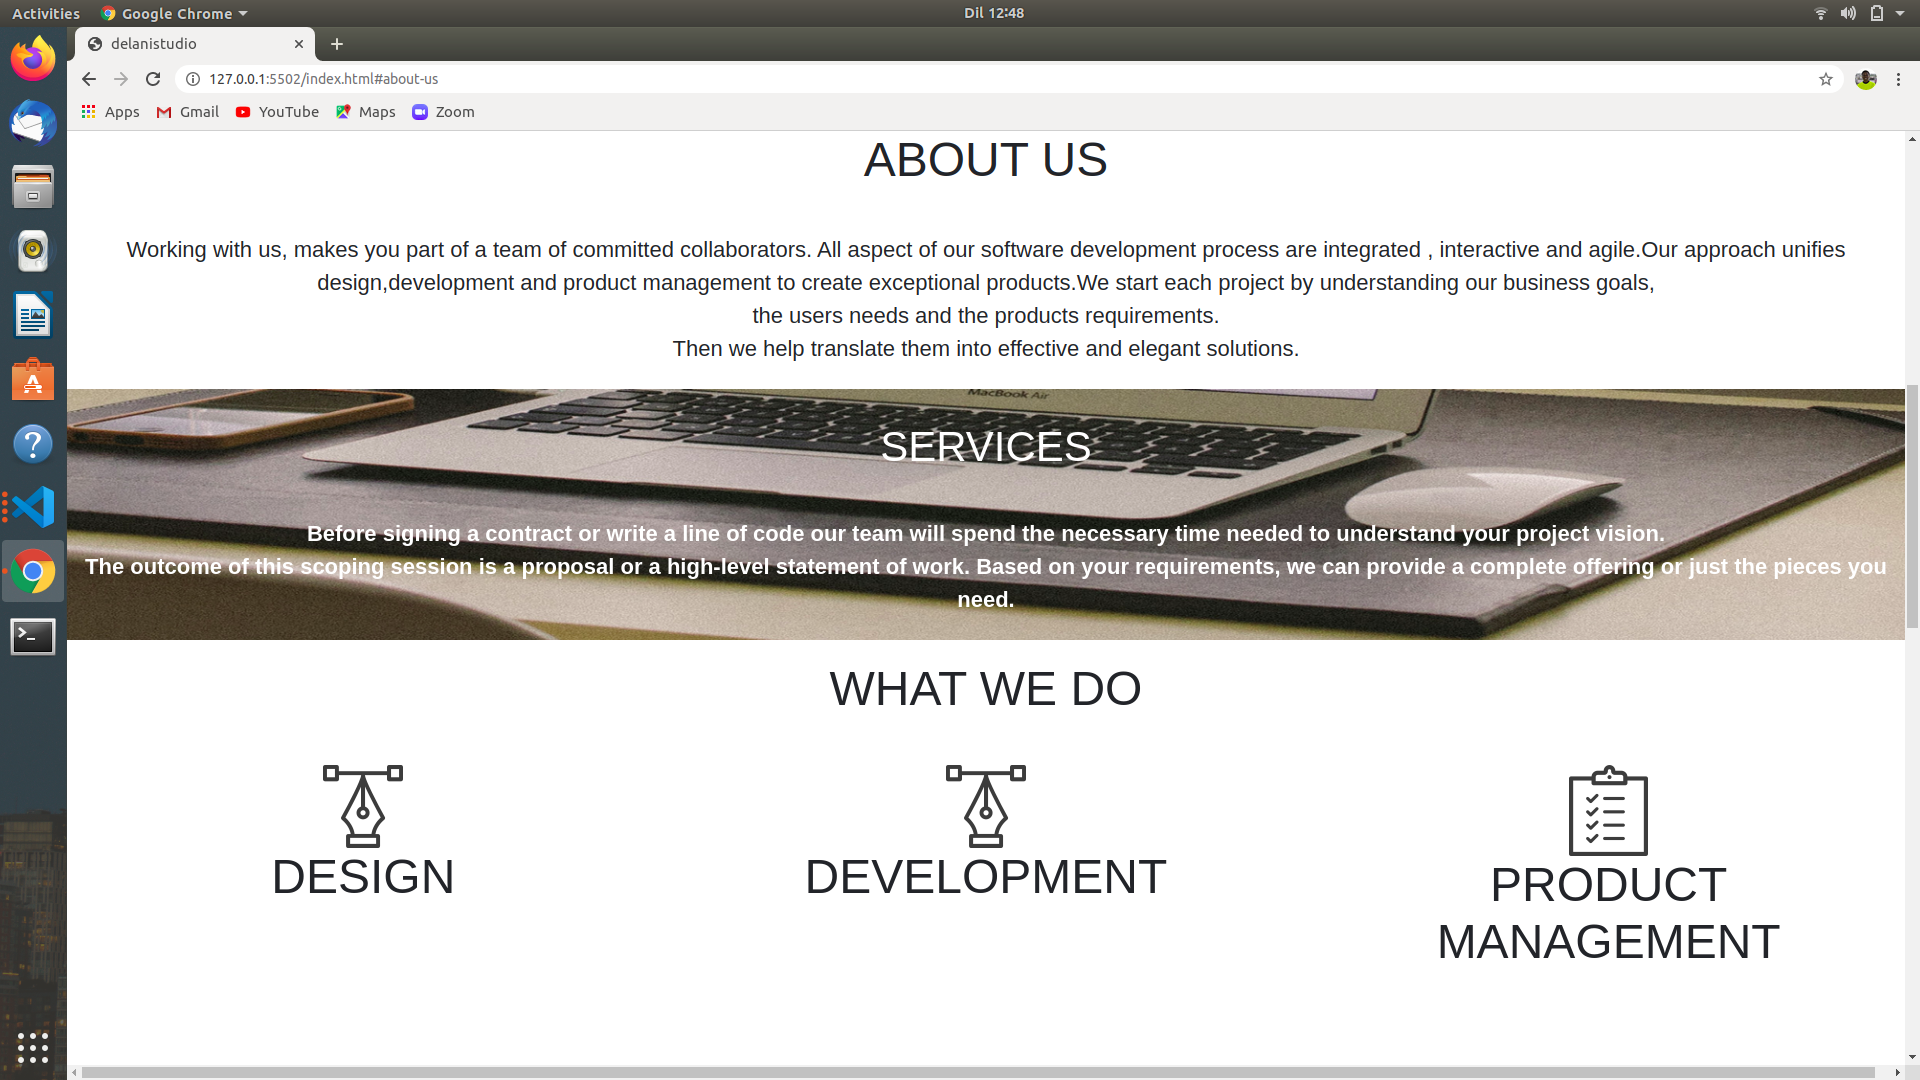 Activities
Google Chrome
Dil 12:48
delanistudio
127.0.0.1:5502/index.html#about-us
Apps
Gmail
YouTube
Maps
Zoom
ABOUT US
Working with us, makes you part of a team of committed collaborators. All aspect of our software development process are integrated , interactive and agile.Our approach unifies
design,development and product management to create exceptional products.We start each project by understanding our business goals,
the users needs and the products requirements.
Then we help translate them into effective and elegant solutions.
MacBook Air
SERVICES
Before signing a contract or write a line of code our team will spend the necessary time needed to understand your project vision.
The outcome of this scoping session is a proposal or a high-level statement of work. Based on your requirements, we can provide a complete offering or just the pieces you
need.
WHAT WE DO
DESIGN
DEVELOPMENT
PRODUCT
MANAGEMENT